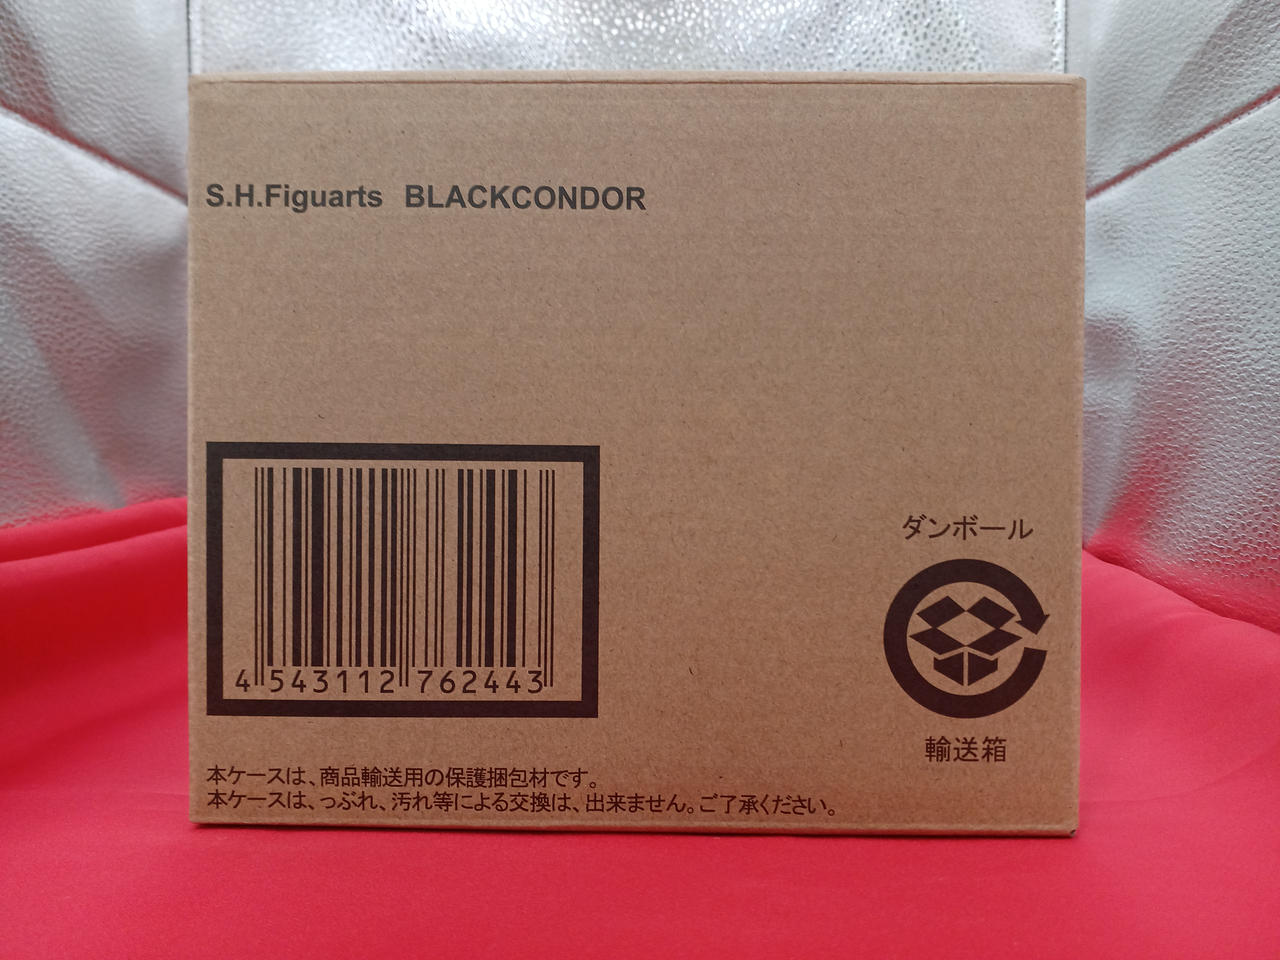 S.H.Figuarts BLACKCONDOR
4 543112 762443
ダンボール
輸送箱
本ケースは、商品輸送用の保護捆包材です。
本ケースは、つぶれ、汚れ等による交換は、出来ません。ご了承ください。